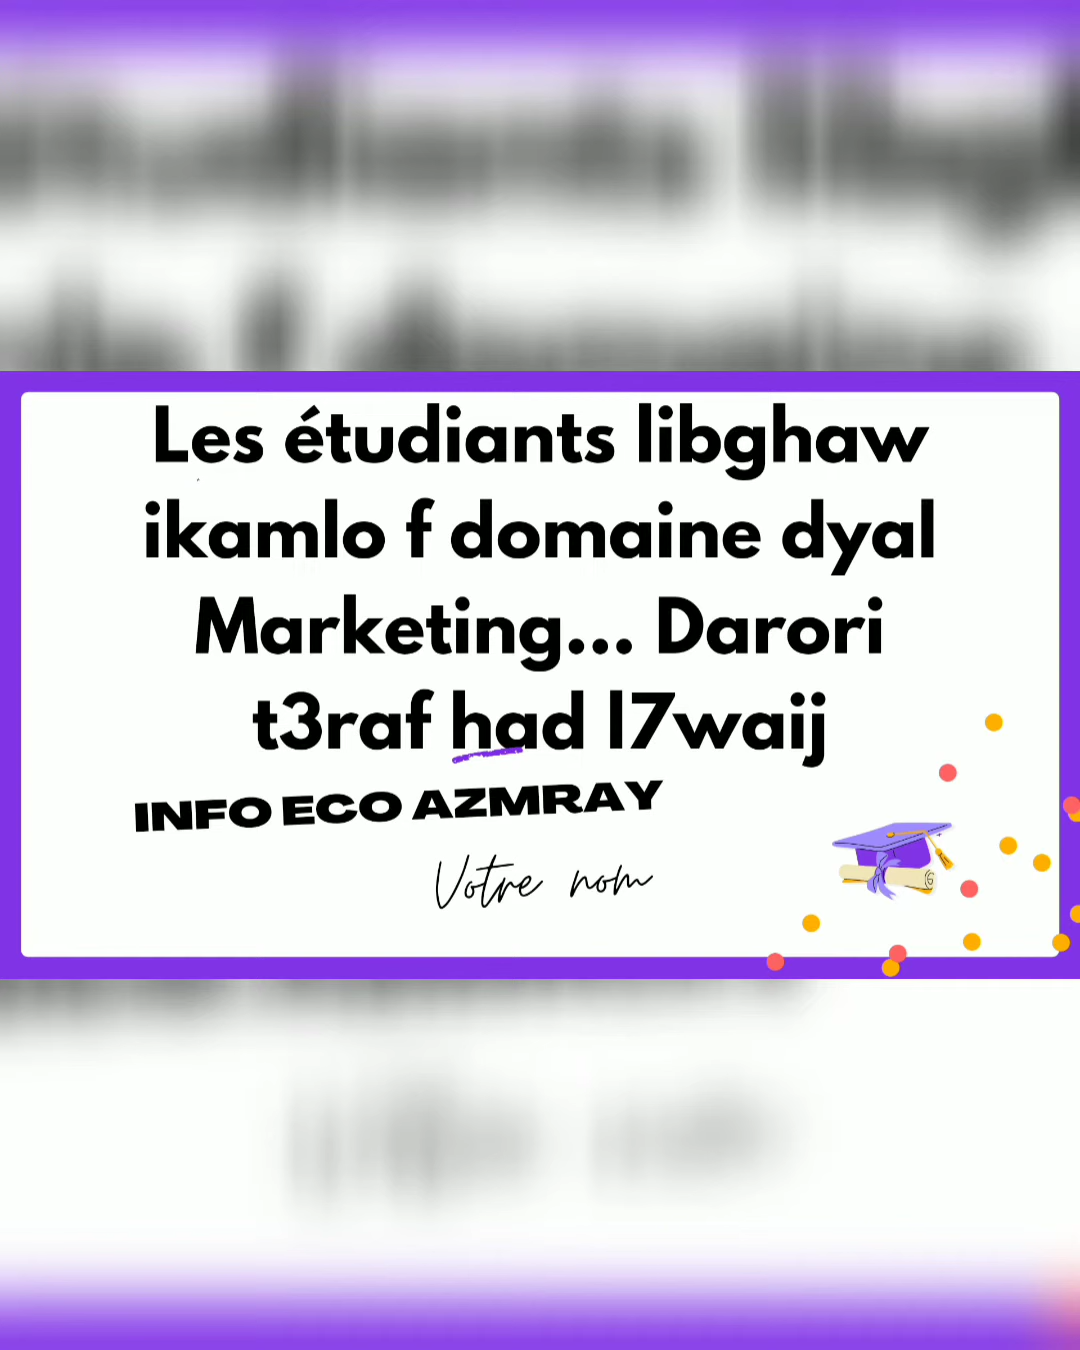 Les étudiants libghaw
ikamlo f domaine dyal
Marketing... Darori
t3raf had l7waij
INFO ECO AZMRAY
Votre nom